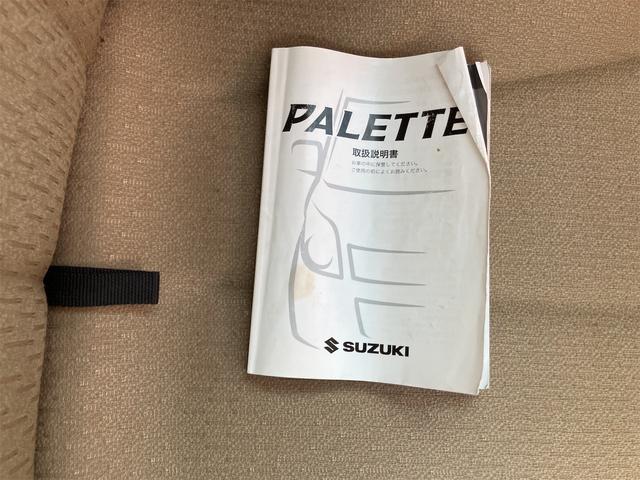 PALETTE
取扱説明書
お車の中に保管してください。
ご使用の前によくお読みください。
SUZUKI